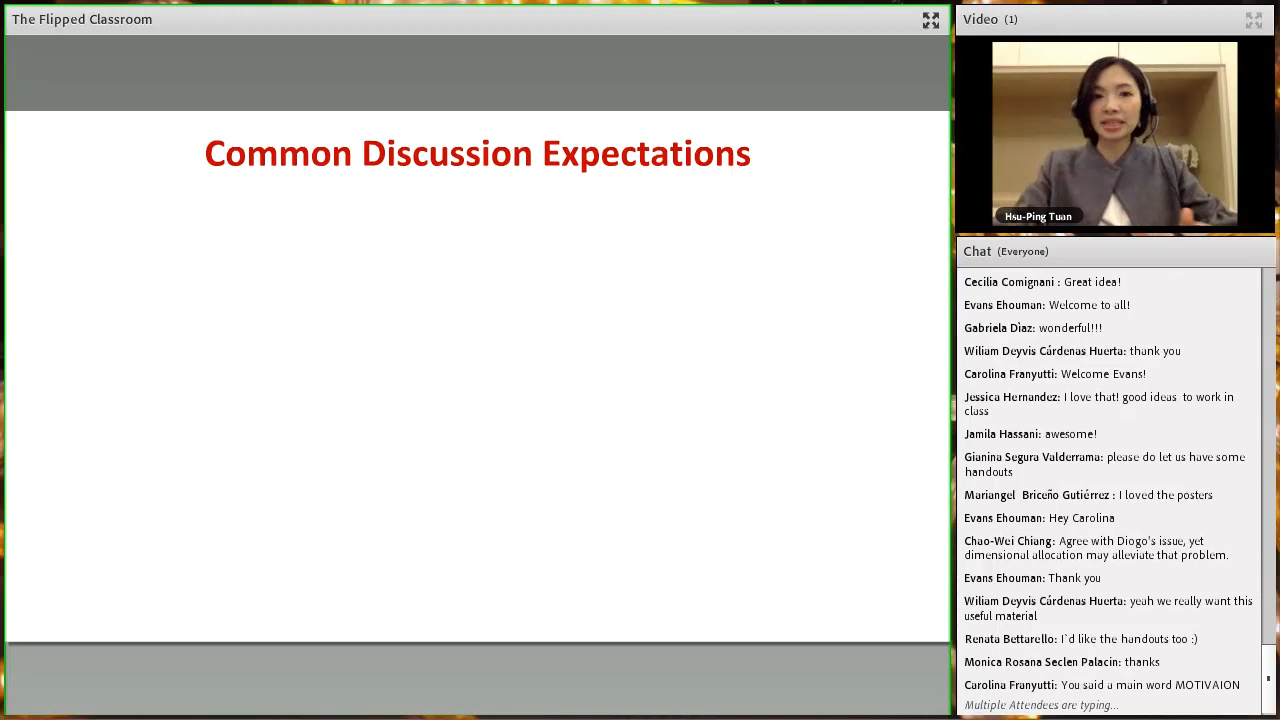 The Flipped Classroom
Common Discussion Expectations
Video (1)
Hsu-Ping Tuan
Chat (Everyone)
Cecilia Comignani : Great idea!
Evans Ehouman: Welcome to all!
Gabriela Dìaz: wonderful!!!
Wiliam Deyvis Cárdenas Huerta: thank you
Carolina Franyutti: Welcome Evans!
Jessica Hernandez: I love that! good ideas to work in
class
Jamila Hassani: awesome!
Gianina Segura Valderrama: please do let us have some
handouts
Mariangel Briceño Gutiérrez : I loved the posters
Evans Ehouman: Hey Carolina
Chao-Wei Chiang: Agree with Diogo's issue, yet
dimensional allocation may alleviate that problem.
Evans Ehouman: Thank you
Wiliam Deyvis Cárdenas Huerta: yeah we really want this
useful material
Renata Bettarello: I`d like the handouts too :)
Monica Rosana Seclen Palacin: thanks
Carolina Franyutti: You said a main word MOTIVAION
Multiple Attendees are typing...